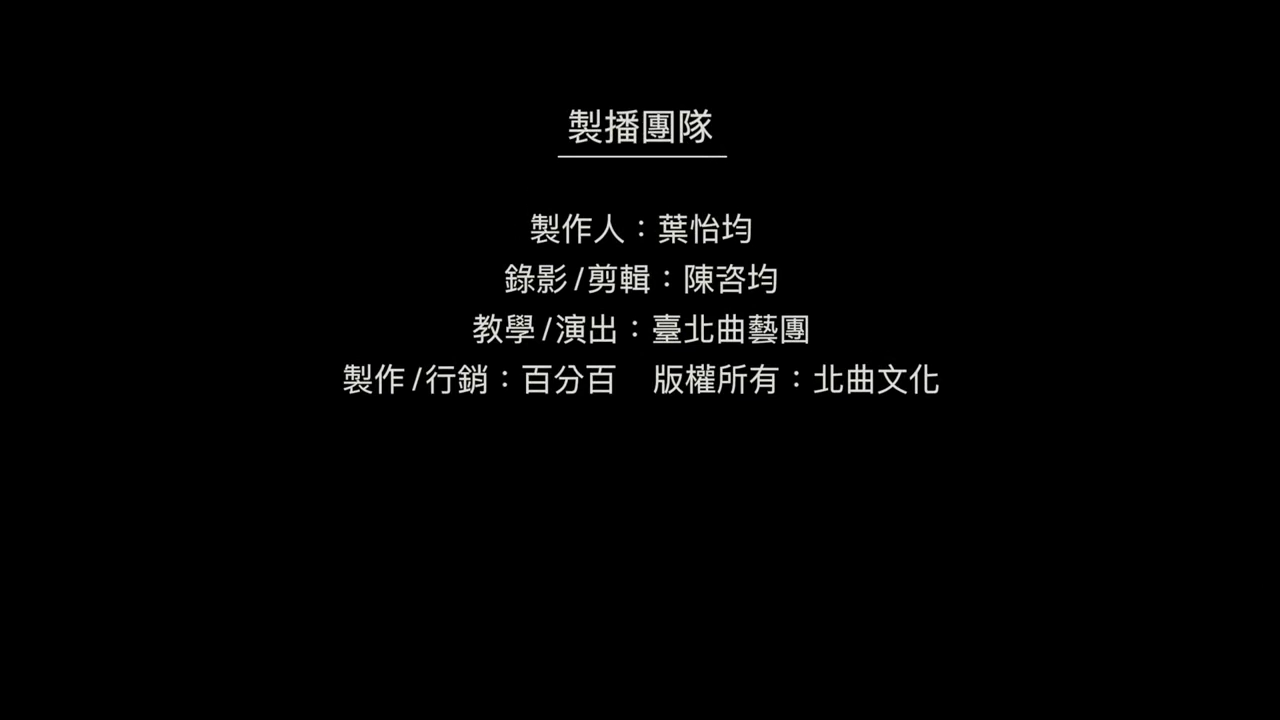 製播團隊
製作人：葉怡均
錄影/剪輯：陳咨均
教學/演出：臺北曲藝團
製作/行銷：百分百　版權所有：北曲文化